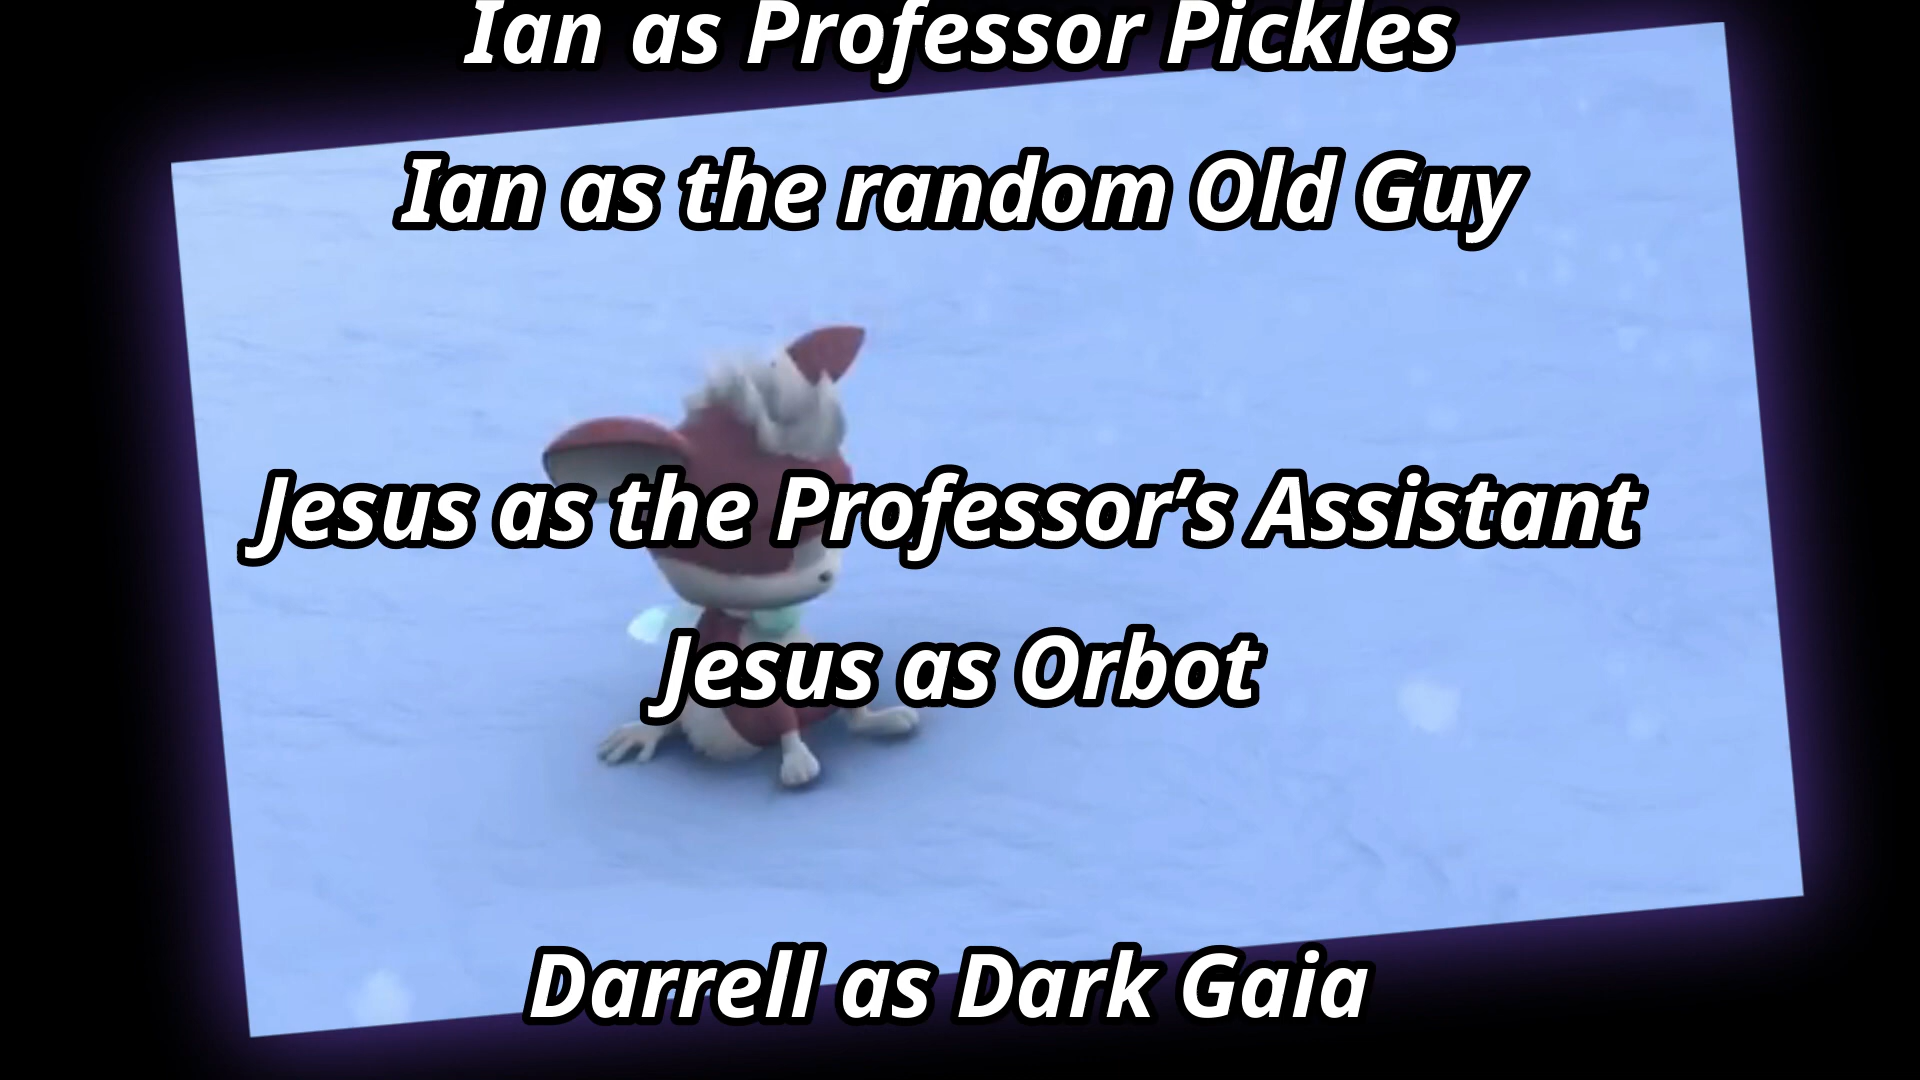 Ian as Professor Pickles
Ian as the random Old Guy
Jesus as the Professor’s Assistant
Jesus as Orbot
Darrell as Dark Gaia